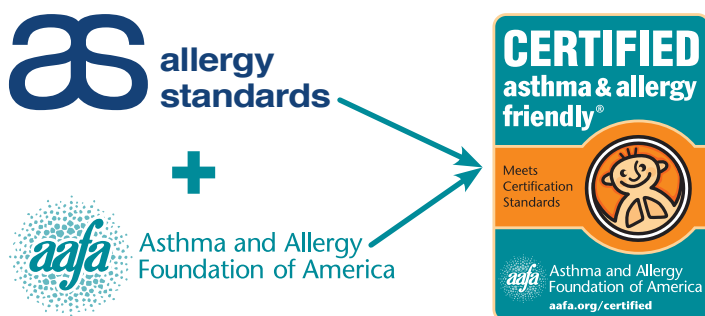 as allergy
standards
+
aafa Asthma and Allergy
Foundation of America
CERTIFIED
asthma & allergy
friendly®
Meets
Certification
Standards
aafa Asthma and Allergy
Foundation of America
aafa.org/certified